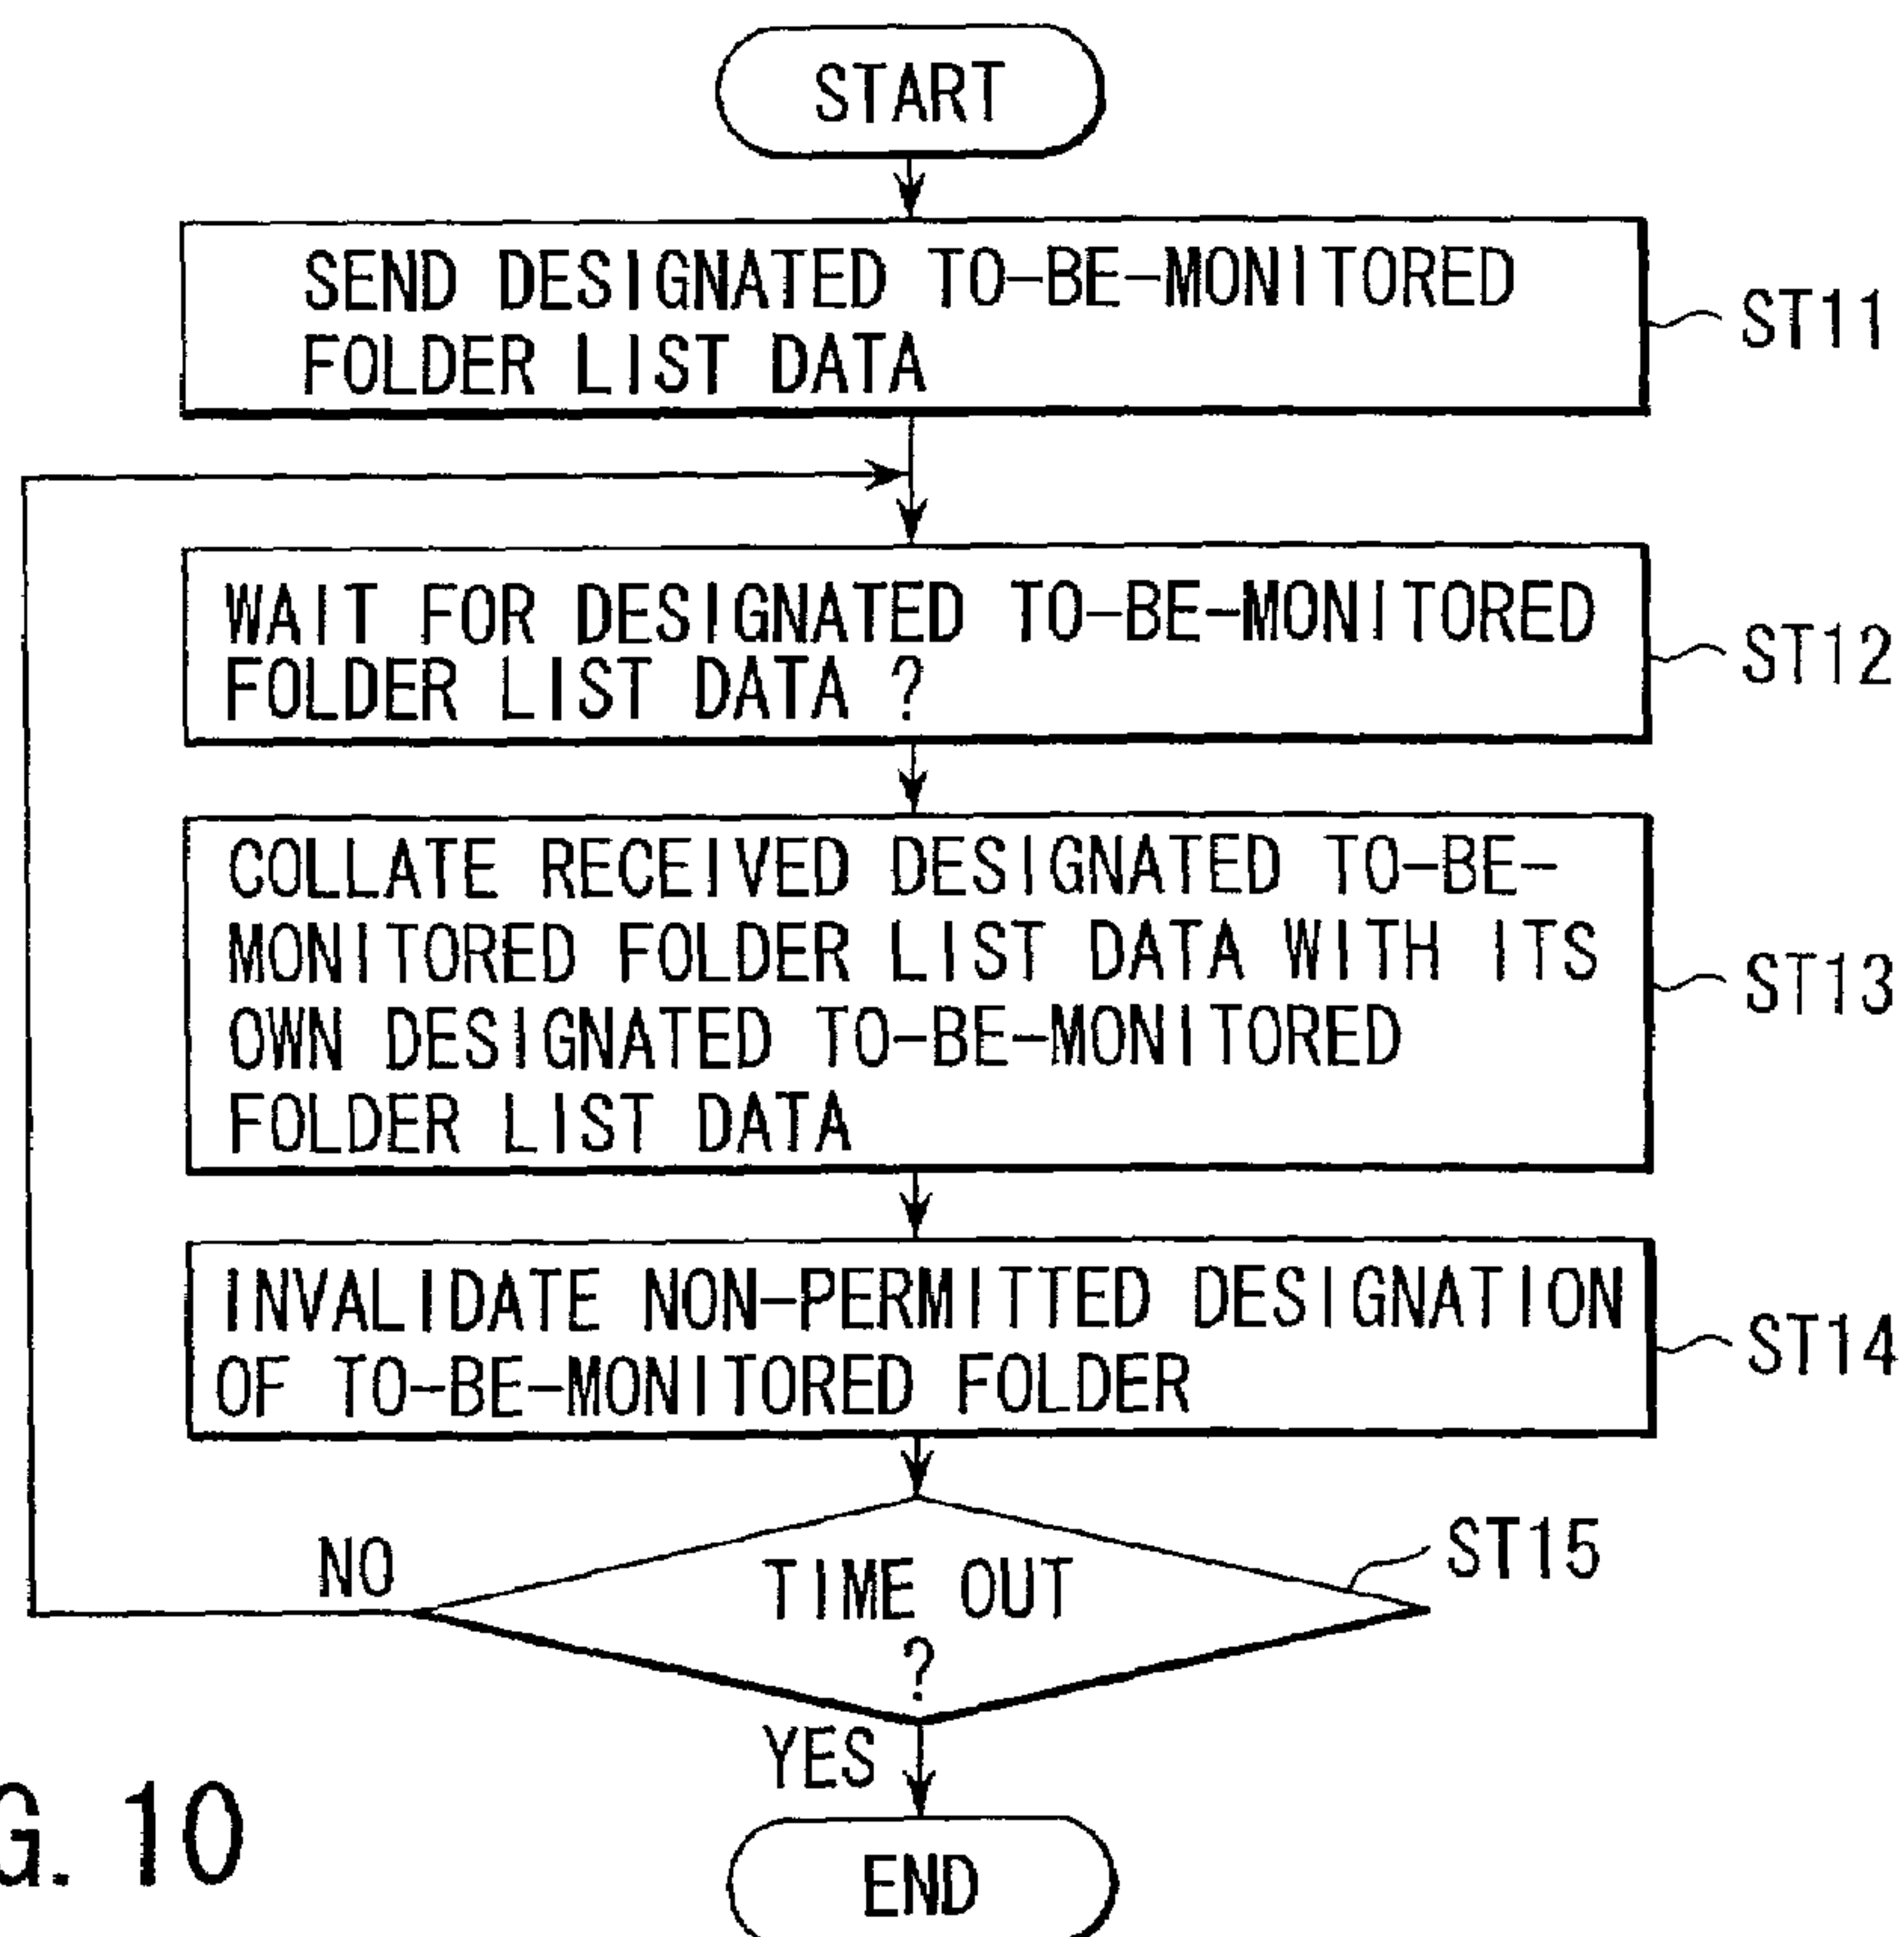 START
SEND DESIGNATED TO-BE-MONITORED
FOLDER LIST DATA
ST11
WAIT FOR DESIGNATED TO-BE-MONITORED
FOLDER LIST DATA ?
ST12
COLLATE RECEIVED DESIGNATED TO-BE-
MONITORED FOLDER LIST DATA WITH ITS
OWN DESIGNATED TO-BE-MONITORED
FOLDER LIST DATA
ST13
INVALIDATE NON-PERMITTED DESIGNATION
OF TO-BE-MONITORED FOLDER
ST14
NO
TIME OUT
?
ST15
YES
END
G. 10